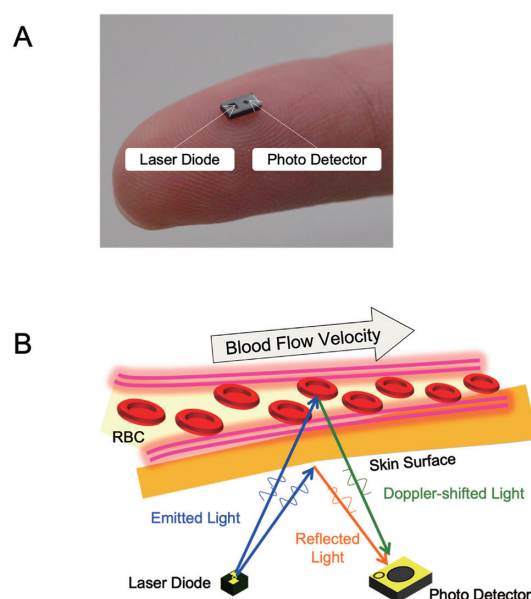 A
Laser Diode
Photo Detector
B
Blood Flow Velocity
RBC
Skin Surface
Emitted Light
Doppler-shifted Light
Reflected
Light
Laser Diode
Photo Detector